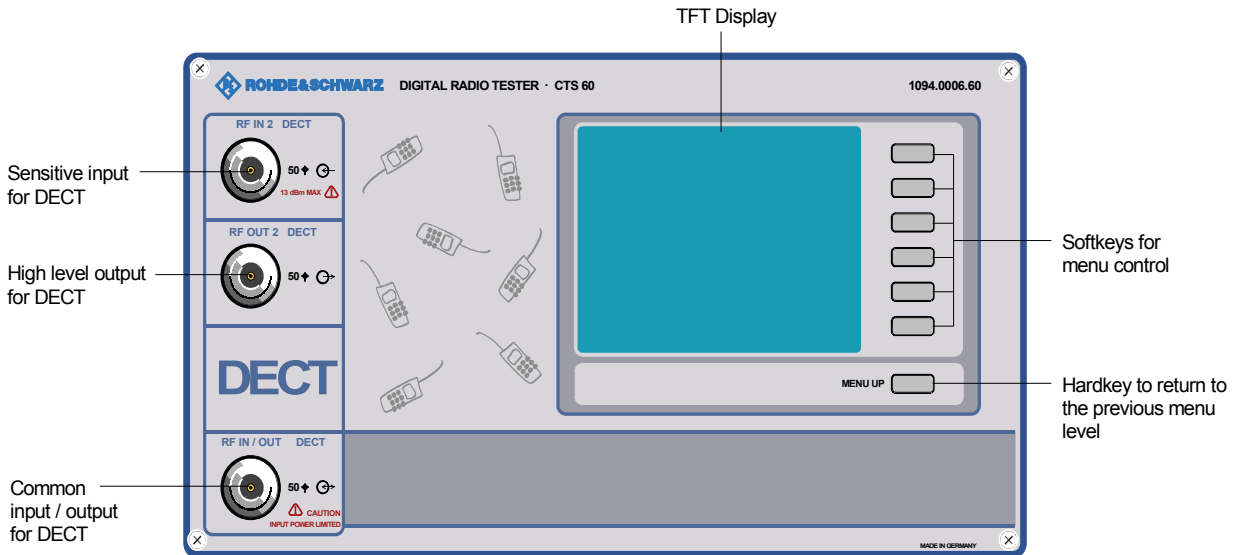 TFT Display
ROHDE&SCHWARZ DIGITAL RADIO TESTER · CTS 60 1094.0006.60
RF IN 2 DECT
Sensitive input
for DECT
50
13 dBm MAX
RF OUT 2 DECT
High level output
for DECT
50
DECT
Softkeys for
menu control
MENU UP
Hardkey to return to
the previous menu
level
RF IN / OUT DECT
Common
input / output
for DECT
50
CAUTION
INPUT POWER LIMITED
MADE IN GERMANY